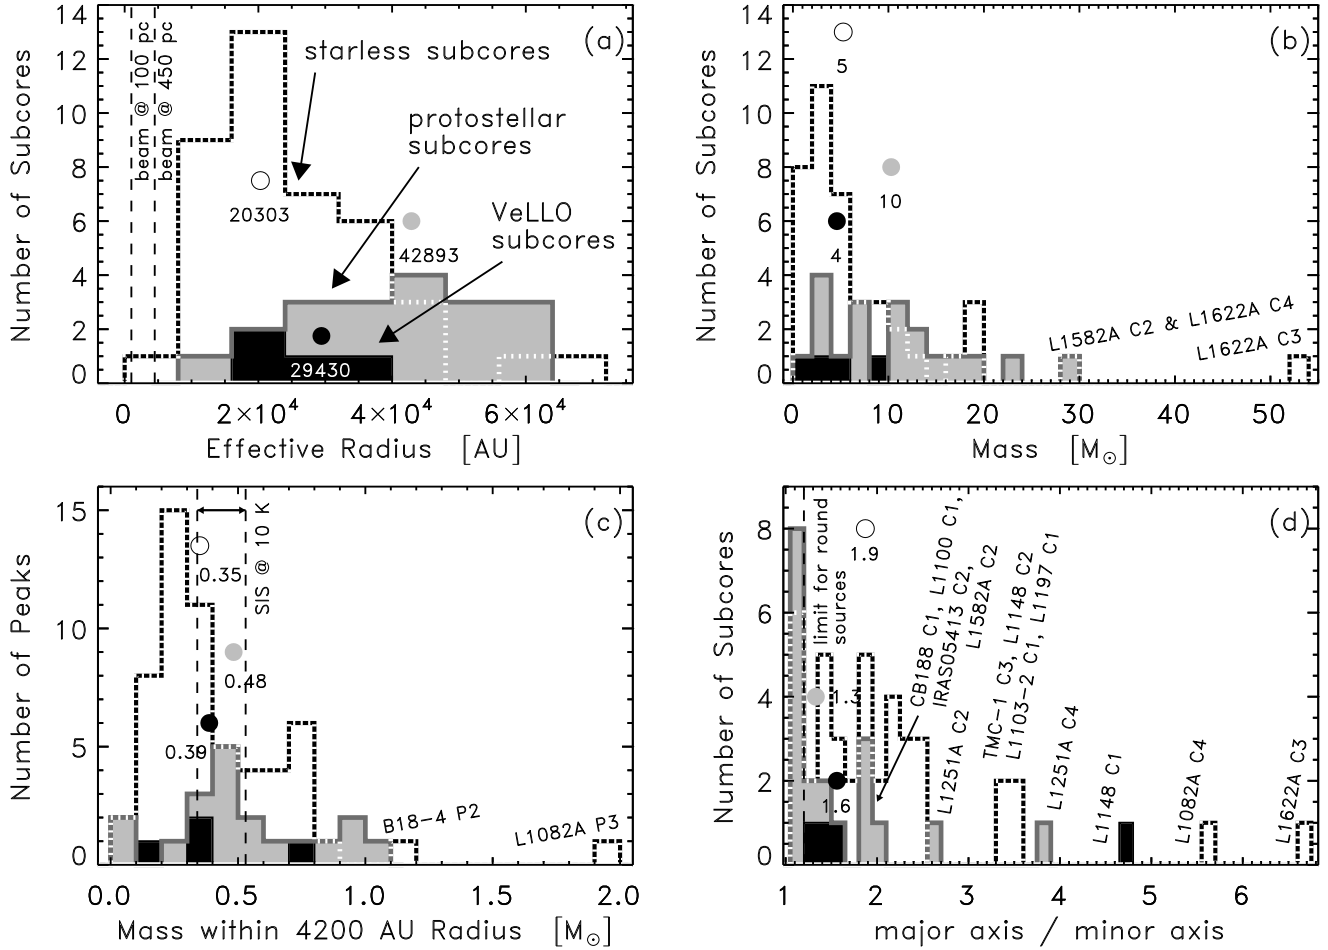 14
12
10
8
6
4
2
0
Number of Subcores
beam @ 100 pc
beam @ 450 pc
(a)
starless subcores
protostellar
subcores
VeLLO
subcores
20303
42893
29430
0
2×10⁴
4×10⁴
6×10⁴
Effective Radius [AU]
14
12
10
8
6
4
2
0
Number of Subcores
(b)
5
10
4
L1582A C2 & L1622A C4
L1622A C3
0
10
20
30
40
50
Mass [M⊙]
15
10
5
0
Number of Peaks
(c)
SIS @ 10 K
0.35
0.48
0.39
B18-4 P2
L1082A P3
0.0
0.5
1.0
1.5
2.0
Mass within 4200 AU Radius [M⊙]
8
6
4
2
0
Number of Subcores
(d)
limit for round
sources
1.9
1.3
1.6
CB188 C1, L1100 C1,
IRAS05413 C2,
L1582A C2
L1251A C2
TMC-1 C3, L1148 C2
L1103-2 C1, L1197 C1
L1251A C4
L1148 C1
L1082A C4
L1622A C3
1
2
3
4
5
6
major axis / minor axis